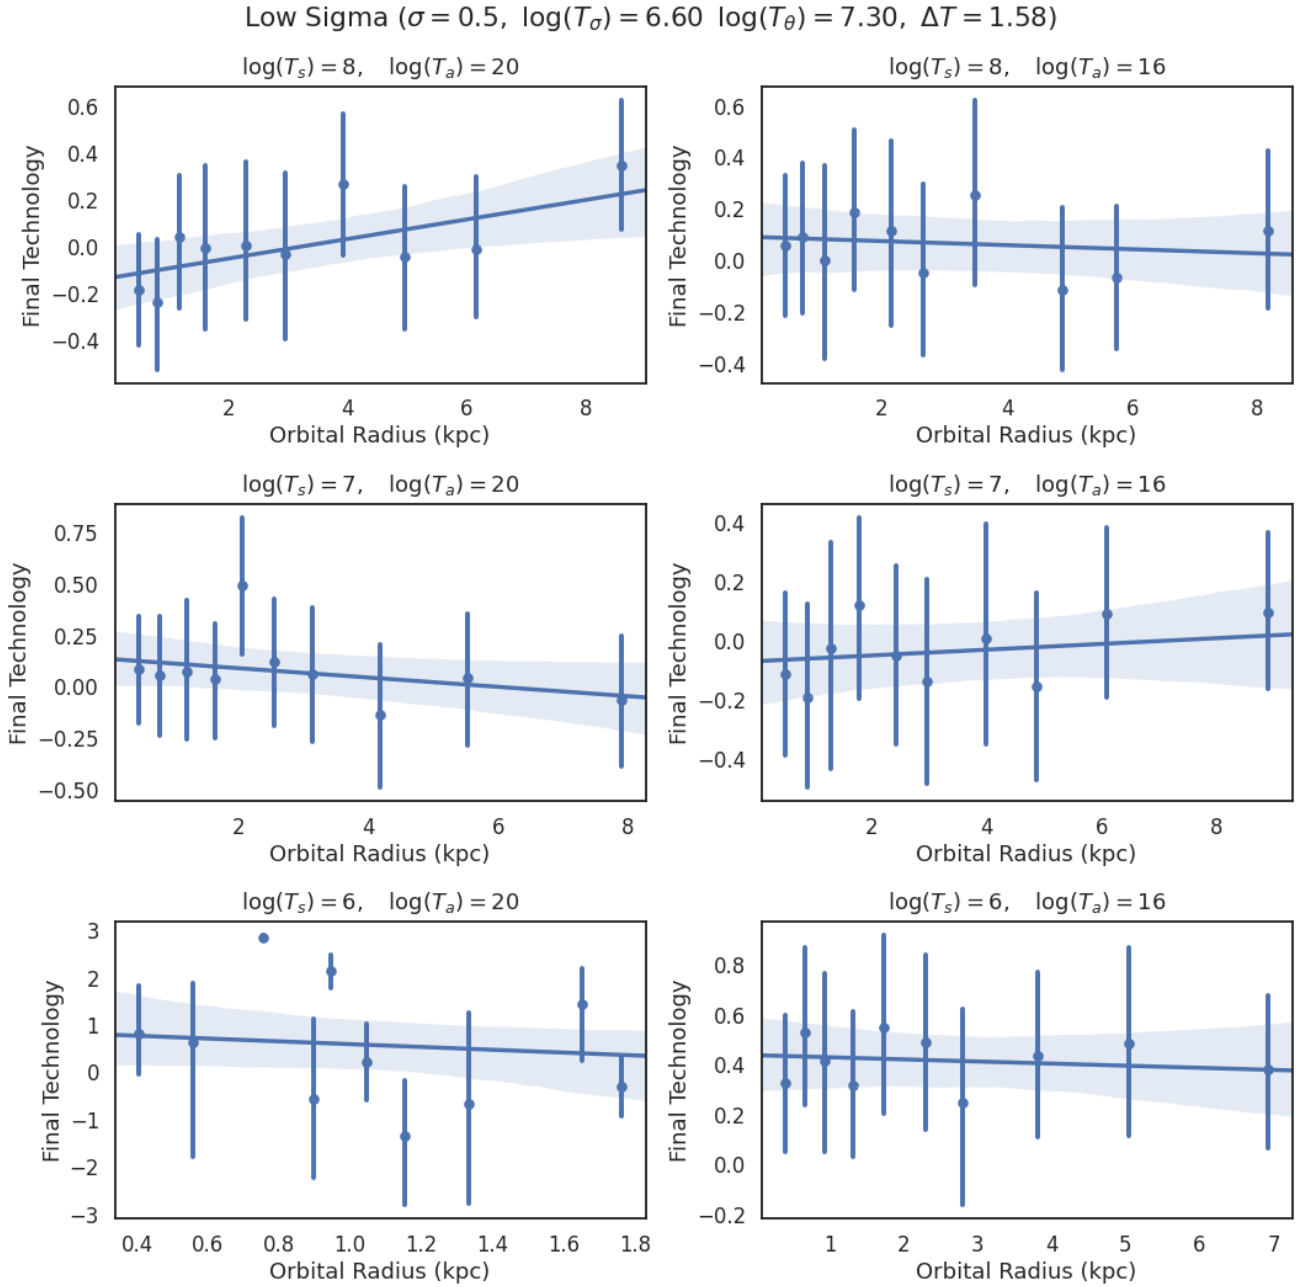 Low Sigma (σ = 0.5, log(T_σ) = 6.60 log(T_θ) = 7.30, ΔT = 1.58)
log(T_s) = 8, log(T_a) = 20
0.6
0.4
0.2
0.0
−0.2
−0.4
Final Technology
2 4 6 8
Orbital Radius (kpc)
log(T_s) = 8, log(T_a) = 16
0.6
0.4
0.2
0.0
−0.2
−0.4
Final Technology
2 4 6 8
Orbital Radius (kpc)
log(T_s) = 7, log(T_a) = 20
0.75
0.50
0.25
0.00
−0.25
−0.50
Final Technology
2 4 6 8
Orbital Radius (kpc)
log(T_s) = 7, log(T_a) = 16
0.4
0.2
0.0
−0.2
−0.4
Final Technology
2 4 6 8
Orbital Radius (kpc)
log(T_s) = 6, log(T_a) = 20
3
2
1
0
−1
−2
−3
Final Technology
0.4 0.6 0.8 1.0 1.2 1.4 1.6 1.8
Orbital Radius (kpc)
log(T_s) = 6, log(T_a) = 16
0.8
0.6
0.4
0.2
0.0
−0.2
Final Technology
1 2 3 4 5 6 7
Orbital Radius (kpc)